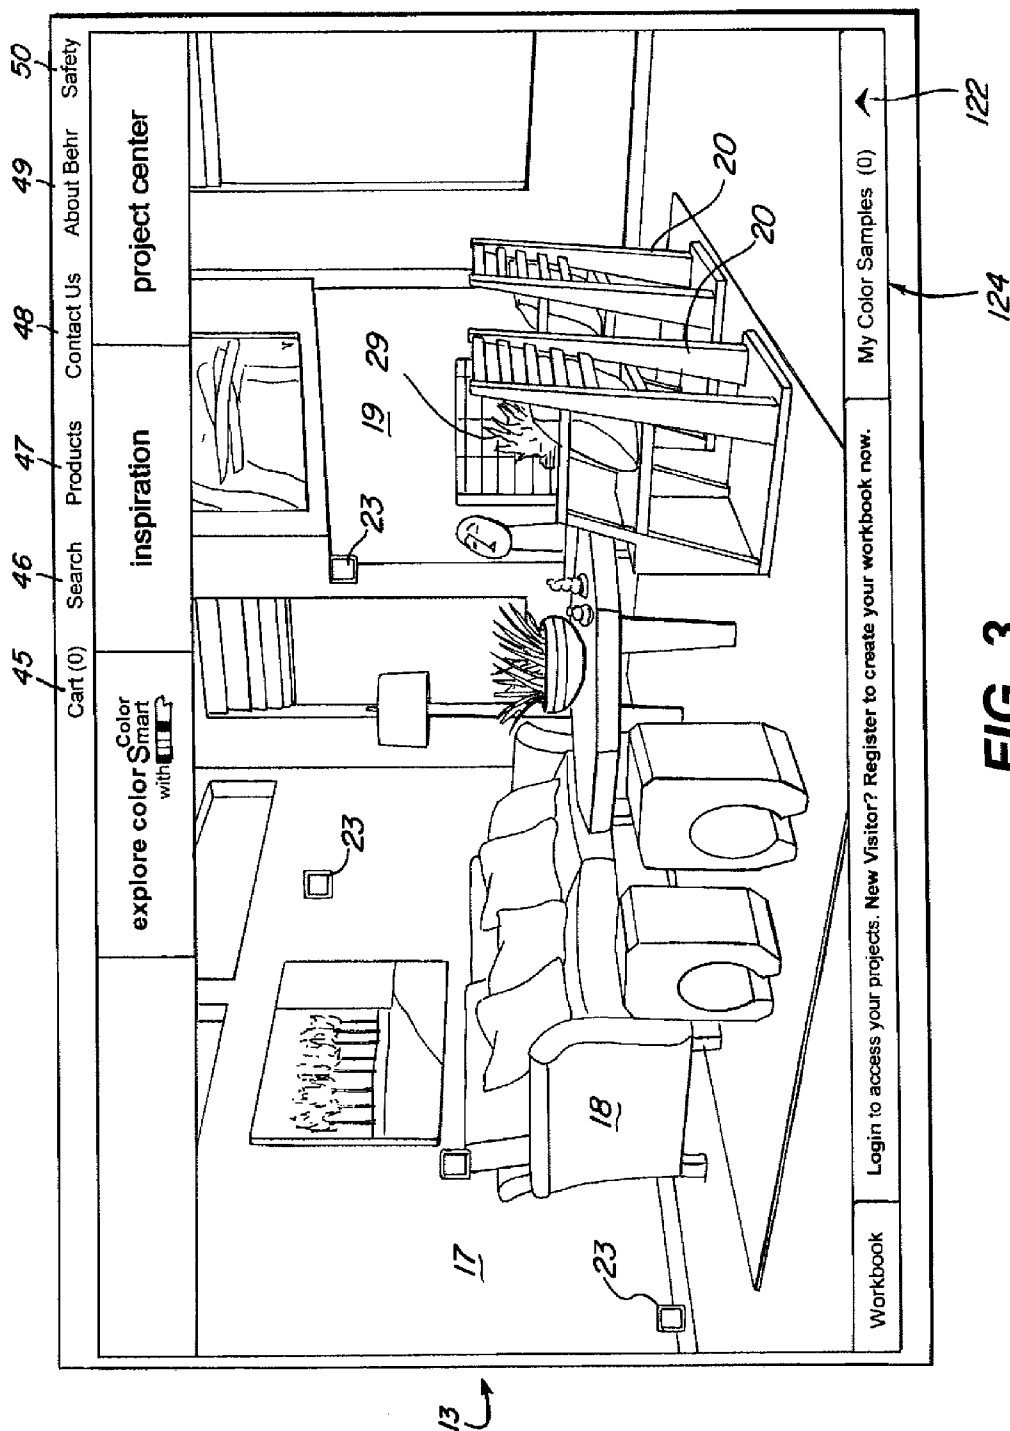 45 46 47 48 49 50
Cart (0) Search Products Contact Us About Behr Safety
explore color
with
Color
Smart
inspiration
project center
23
23
23
19
29
20
20
18
17
13
Workbook
Login to access your projects. New Visitor? Register to create your workbook now.
My Color Samples (0)
124
122
FIG. 3